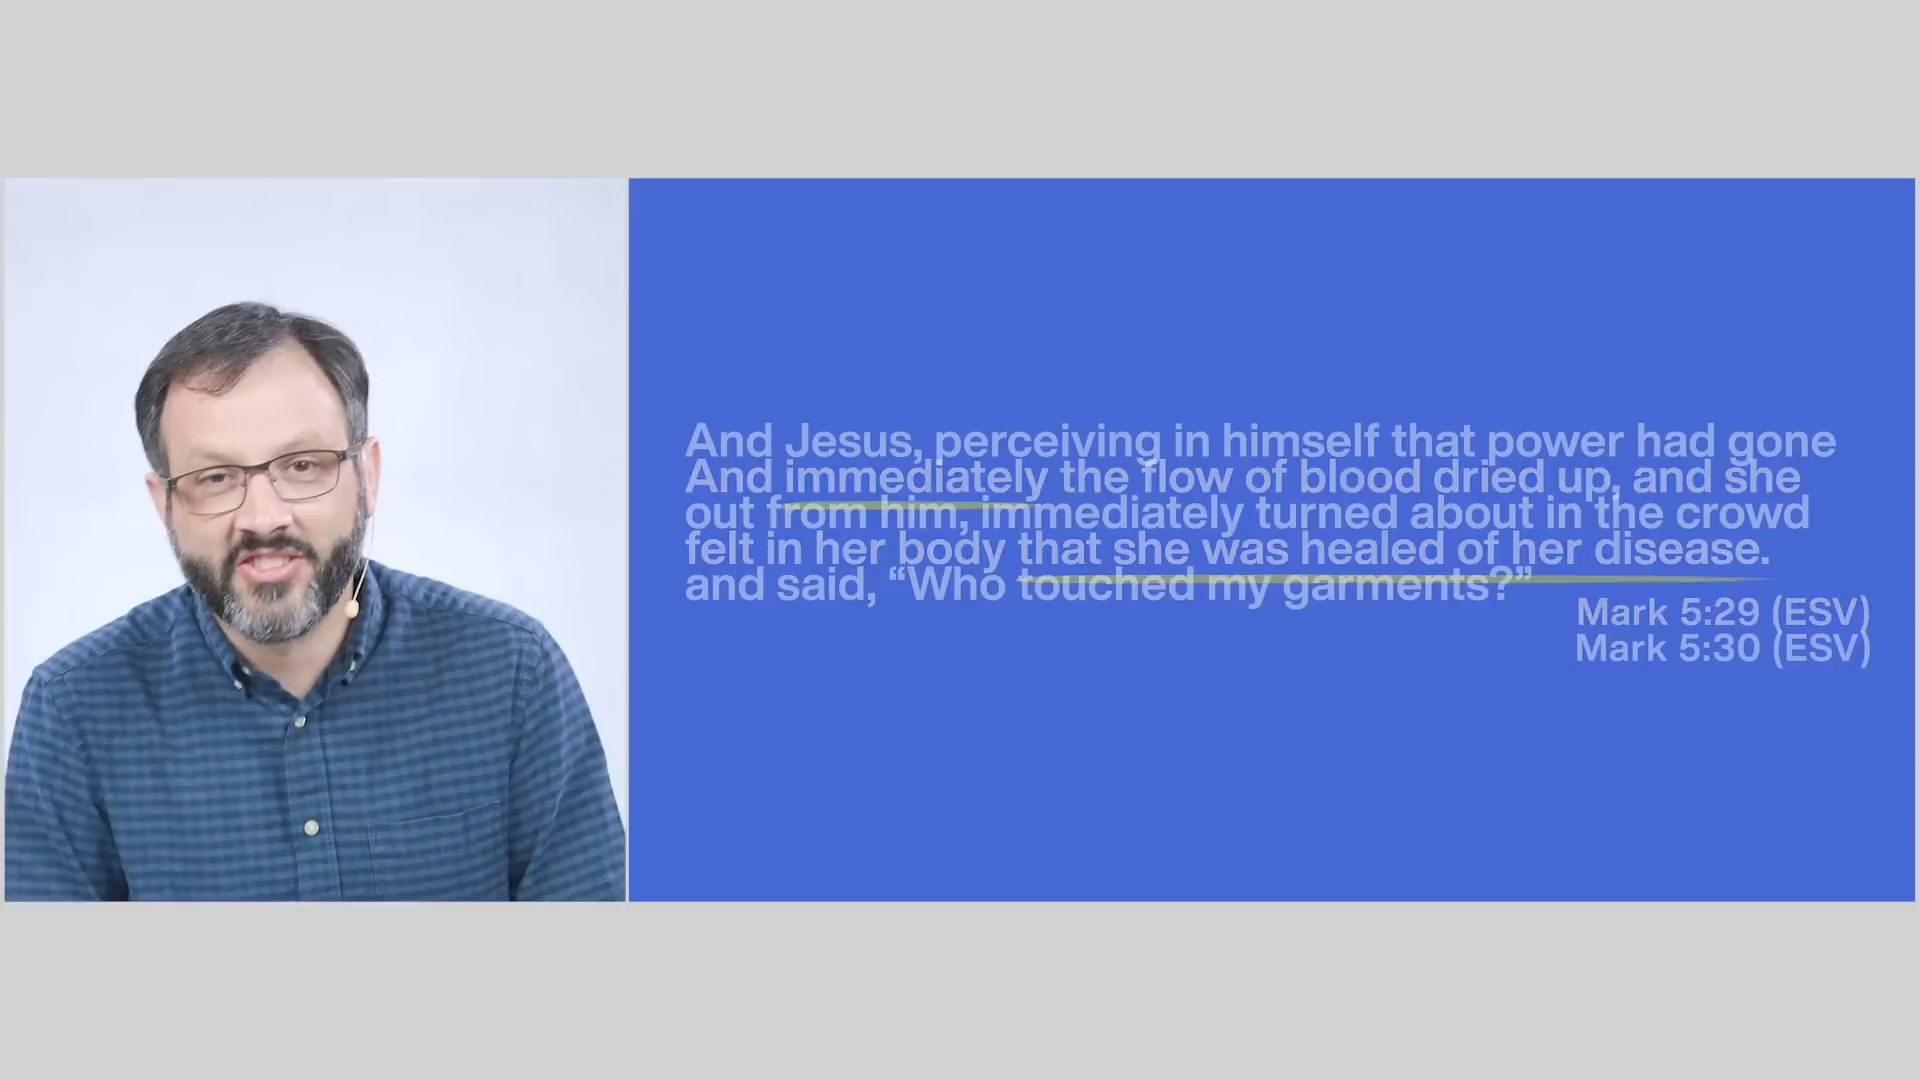 And Jesus, perceiving in himself that power had gone
And immediately the flow of blood dried up, and she
out from him, immediately turned about in the crowd
felt in her body that she was healed of her disease.
and said, “Who touched my garments?”
Mark 5:29 (ESV)
Mark 5:30 (ESV)